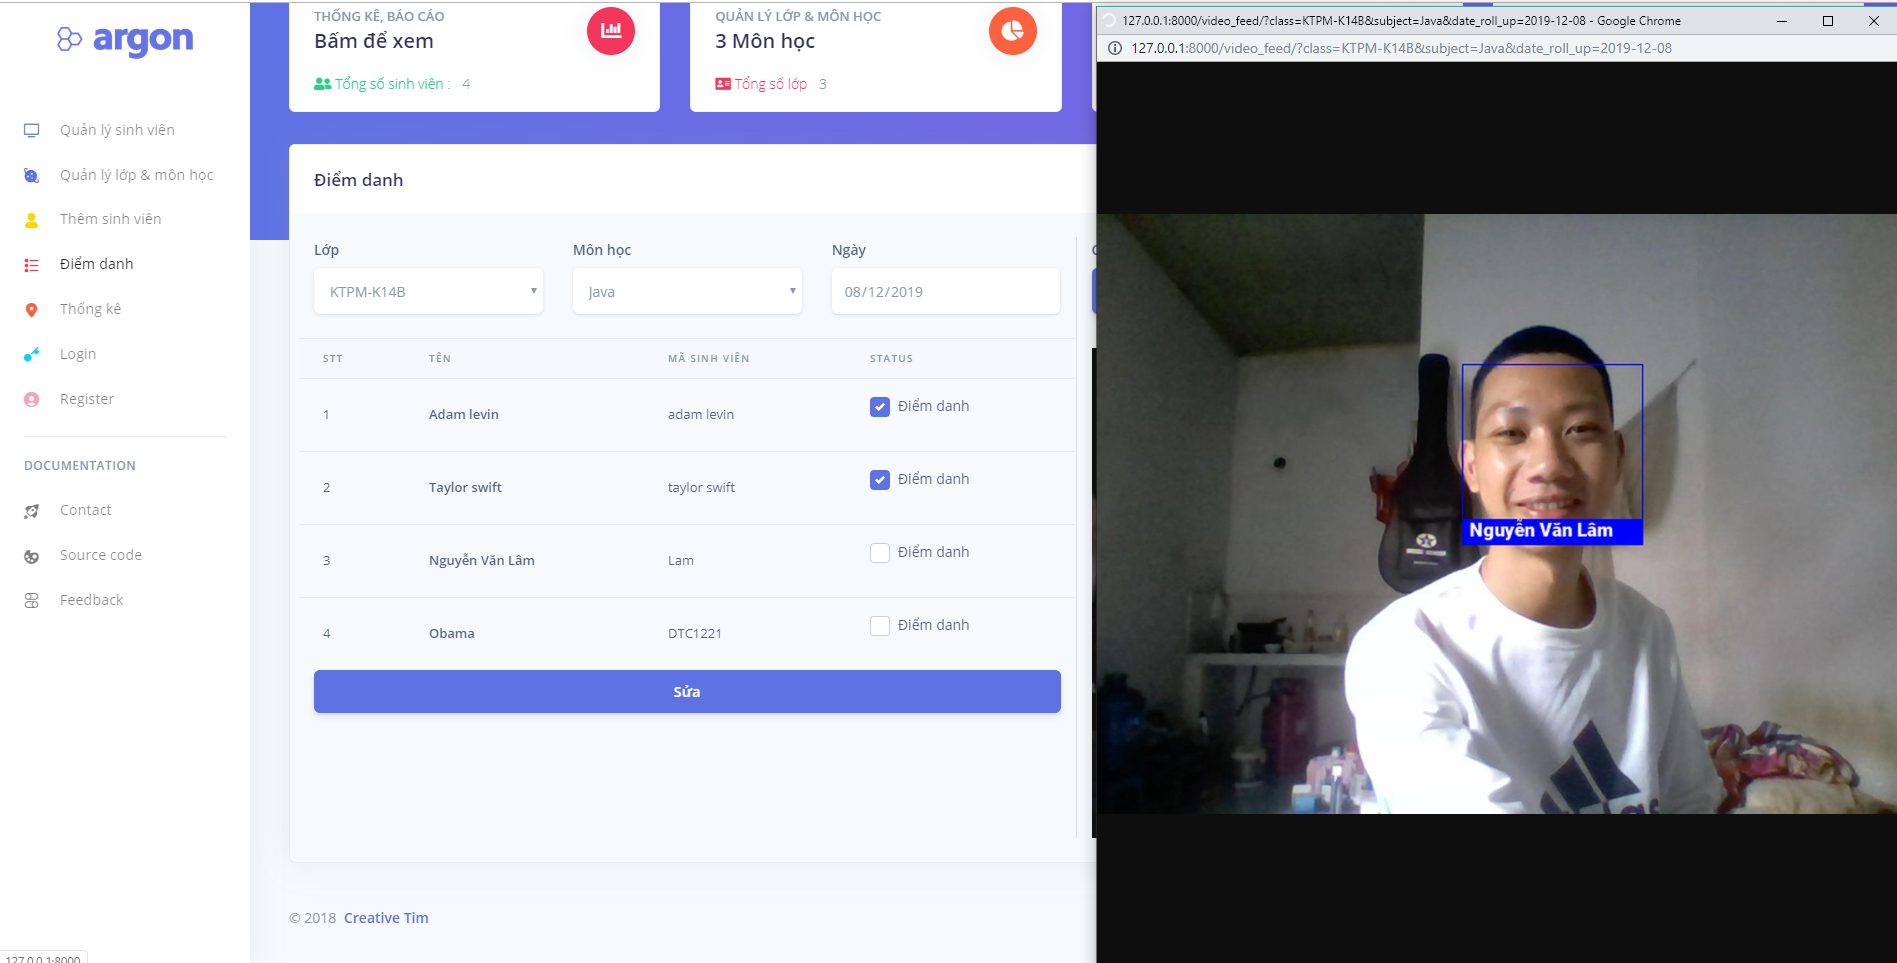 argon
Quản lý sinh viên
Quản lý lớp & môn học
Thêm sinh viên
Điểm danh
Thống kê
Login
Register
DOCUMENTATION
Contact
Source code
Feedback
127.0.0.1:8000
THỐNG KÊ, BÁO CÁO
Bấm để xem
Tổng số sinh viên : 4
QUẢN LÝ LỚP & MÔN HỌC
3 Môn học
Tổng số lớp 3
Điểm danh
Lớp Môn học Ngày
KTPM-K14B Java 08/12/2019
STT TÊN MÃ SINH VIÊN STATUS
1 Adam levin adam levin Điểm danh
2 Taylor swift taylor swift Điểm danh
3 Nguyễn Văn Lâm Lam Điểm danh
4 Obama DTC1221 Điểm danh
Sửa
© 2018 Creative Tim
127.0.0.1:8000/video_feed/?class=KTPM-K14B&subject=Java&date_roll_up=2019-12-08 - Google Chrome
127.0.0.1:8000/video_feed/?class=KTPM-K14B&subject=Java&date_roll_up=2019-12-08
Nguyễn Văn Lâm